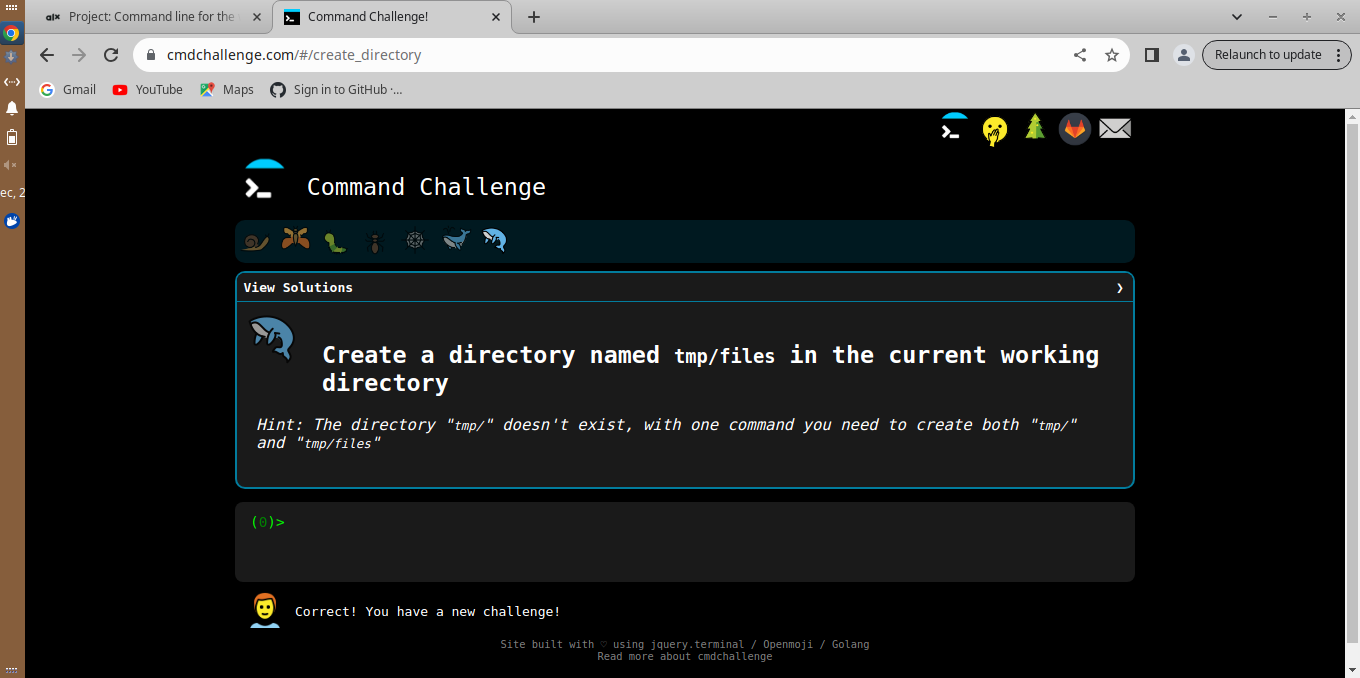 alx Project: Command line for the
Command Challenge!
cmdchallenge.com/#/create_directory
Relaunch to update
Gmail
YouTube
Maps
Sign in to GitHub ·...
ec, 2
Command Challenge
View Solutions
Create a directory named tmp/files in the current working
directory
Hint: The directory "tmp/" doesn't exist, with one command you need to create both "tmp/"
and "tmp/files"
(0)>
Correct! You have a new challenge!
Site built with ♡ using jquery.terminal / Openmoji / Golang
Read more about cmdchallenge